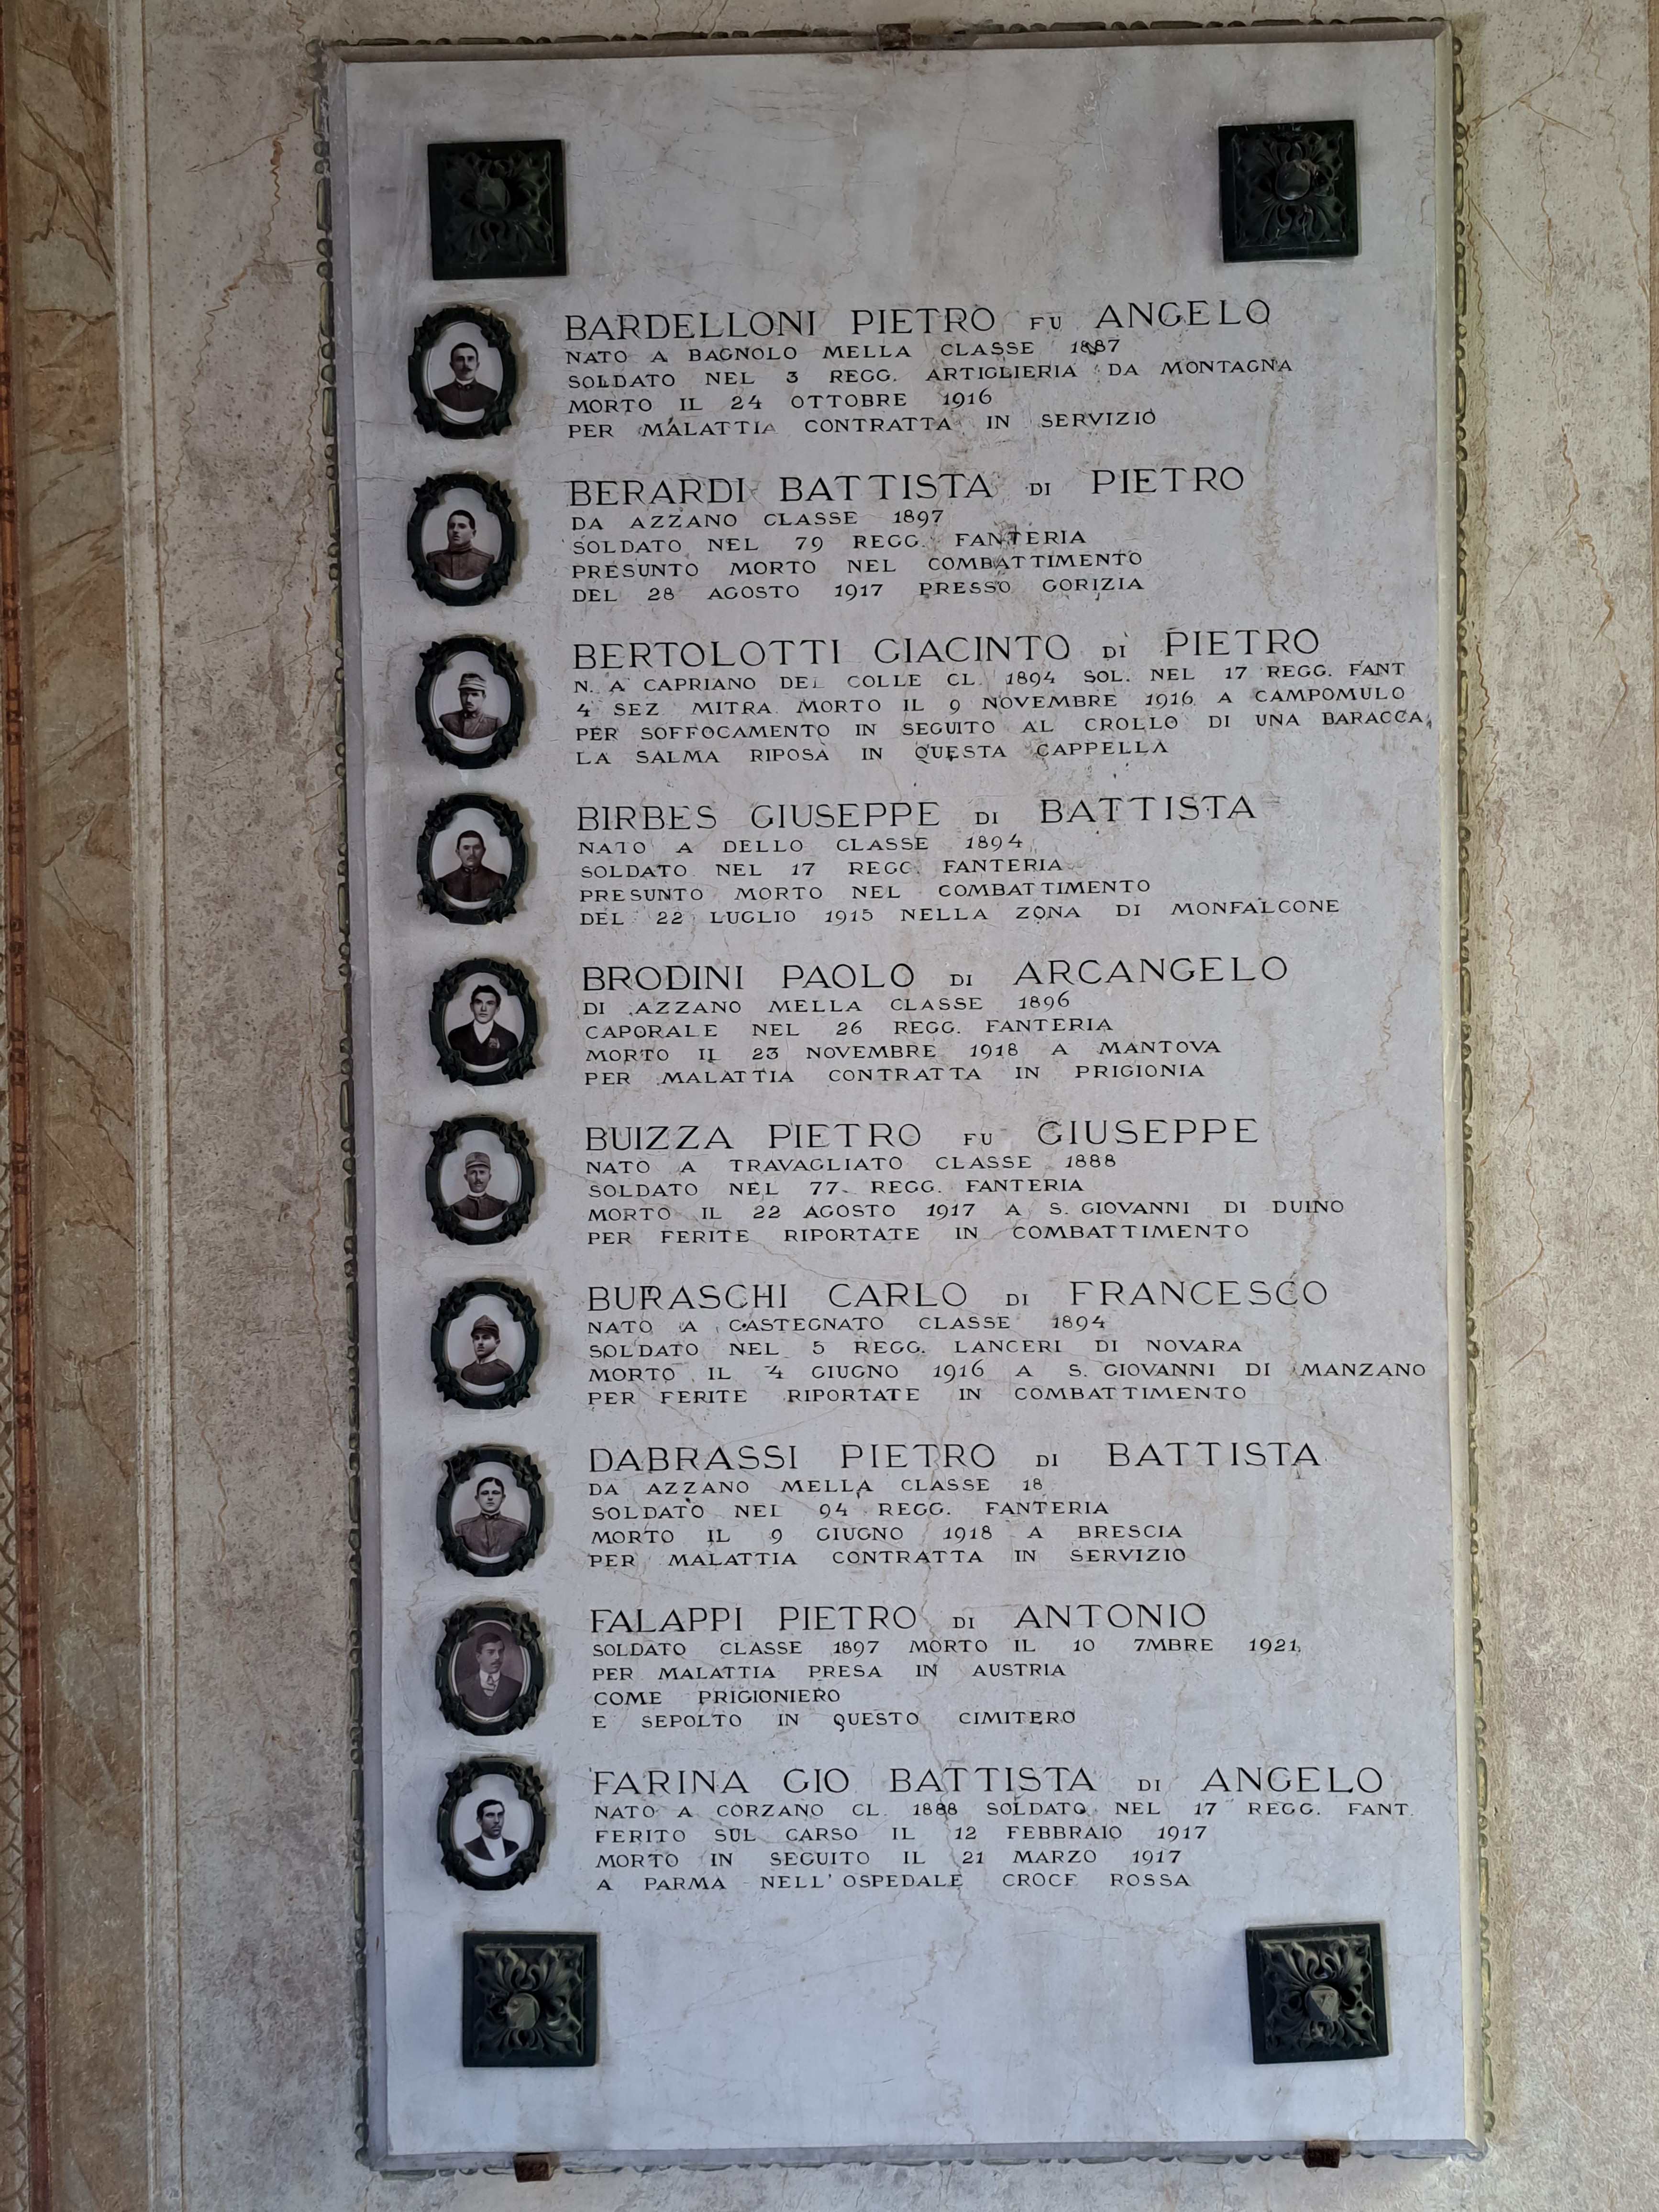 BARDELLONI PIETRO FU ANGELO
NATO A BAGNOLO MELLA CLASSE 1887
SOLDATO NEL 3 REGG. ARTIGLIERIA DA MONTAGNA
MORTO IL 24 OTTOBRE 1916
PER MALATTIA CONTRATTA IN SERVIZIO
BERARDI BATTISTA DI PIETRO
DA AZZANO CLASSE 1897
SOLDATO NEL 79 REGG. FANTERIA
PRESUNTO MORTO NEL COMBATTIMENTO
DEL 28 AGOSTO 1917 PRESSO GORIZIA
BERTOLOTTI GIACINTO DI PIETRO
N. A CAPRIANO DEL COLLE CL. 1894 SOL. NEL 17 REGG. FANT
4 SEZ MITRA. MORTO IL 9 NOVEMBRE 1916 A CAMPOMULO
PER SOFFOCAMENTO IN SEGUITO AL CROLLO DI UNA BARACCA,
LA SALMA RIPOSA IN QUESTA CAPPELLA
BIRBES GIUSEPPE DI BATTISTA
NATO A DELLO CLASSE 1894
SOLDATO NEL 17 REGG. FANTERIA
PRESUNTO MORTO NEL COMBATTIMENTO
DEL 22 LUGLIO 1915 NELLA ZONA DI MONFALCONE
BRODINI PAOLO DI ARCANGELO
DI AZZANO MELLA CLASSE 1896
CAPORALE NEL 26 REGG. FANTERIA
MORTO IL 23 NOVEMBRE 1918 A MANTOVA
PER MALATTIA CONTRATTA IN PRIGIONIA
BUIZZA PIETRO FU GIUSEPPE
NATO A TRAVAGLIATO CLASSE 1888
SOLDATO NEL 77 REGG. FANTERIA
MORTO IL 22 AGOSTO 1917 A S. GIOVANNI DI DUINO
PER FERITE RIPORTATE IN COMBATTIMENTO
BURASCHI CARLO DI FRANCESCO
NATO A CASTEGNATO CLASSE 1894
SOLDATO NEL 5 REGG. LANCERI DI NOVARA
MORTO IL 4 GIUGNO 1916 A S. GIOVANNI DI MANZANO
PER FERITE RIPORTATE IN COMBATTIMENTO
DABRASSI PIETRO DI BATTISTA
DA AZZANO MELLA CLASSE 18
SOLDATO NEL 94 REGG. FANTERIA
MORTO IL 9 GIUGNO 1918 A BRESCIA
PER MALATTIA CONTRATTA IN SERVIZIO
FALAPPI PIETRO DI ANTONIO
SOLDATO CLASSE 1897 MORTO IL 10 7MBRE 1921,
PER MALATTIA PRESA IN AUSTRIA
COME PRIGIONIERO
E SEPOLTO IN QUESTO CIMITERO
FARINA GIO BATTISTA DI ANGELO
NATO A CORZANO CL. 1888 SOLDATO NEL 17 REGG. FANT.
FERITO SUL CARSO IL 12 FEBBRAIO 1917
MORTO IN SEGUITO IL 21 MARZO 1917
A PARMA NELL'OSPEDALE CROCE ROSSA